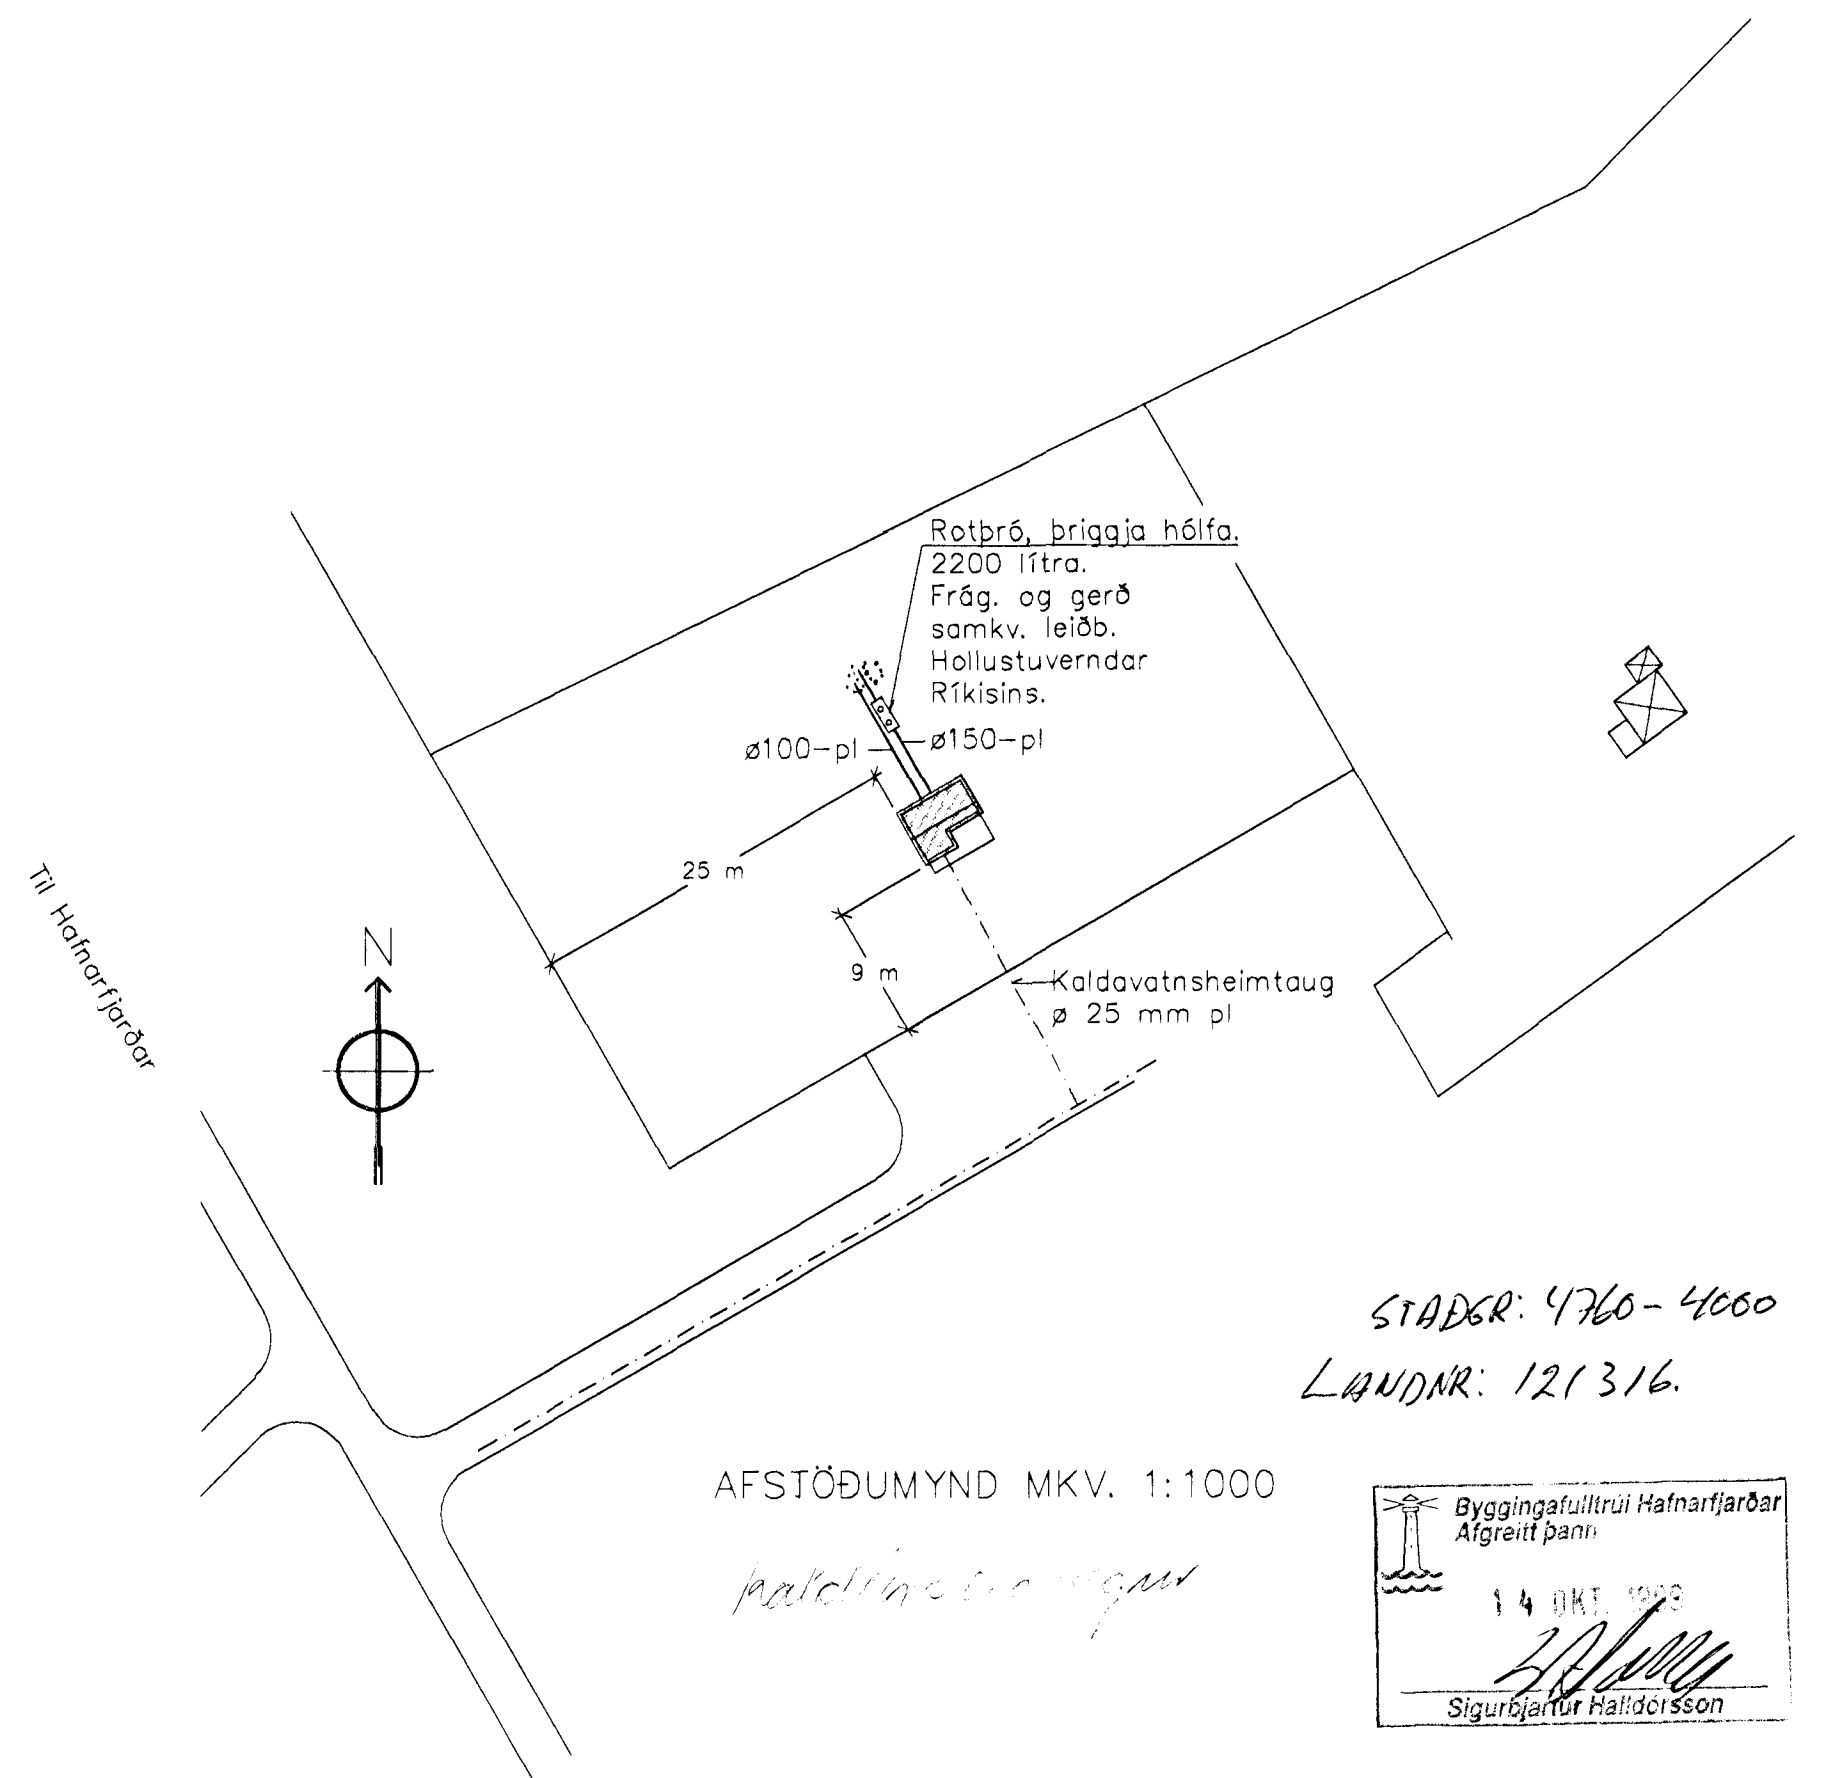 Rotþró, þriggja hólfa.
2200 lítra.
Frág. og gerð
samkv. leiðb.
Hollustuverndar
Ríkisins.
ø100-pl
ø150-pl
25 m
9 m
Til Hafnarfjarðar
N
Kaldavatnsheimtaug
ø 25 mm pl
STAÐGR: 4760-4000
LANDNR: 121316.
AFSTÖÐUMYND MKV. 1:1000
Byggingafulltrúi Hafnarfjarðar
Afgreitt þann
14 OKT.
Sigurbjartur Halldórsson